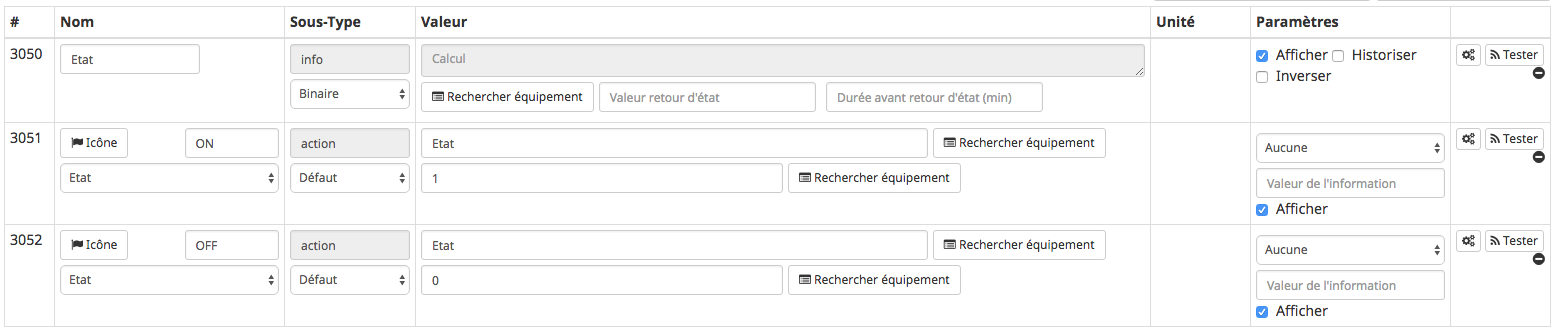 # Nom Sous-Type Valeur Unité Paramètres
3050 Etat info Calcul Afficher Historiser Tester
Inverser
Binaire Rechercher équipement Valeur retour d'état Durée avant retour d'état (min)
3051 Icône ON action Etat Rechercher équipement Aucune Tester
Etat Défaut 1 Rechercher équipement Valeur de l'information
Afficher
3052 Icône OFF action Etat Rechercher équipement Aucune Tester
Etat Défaut 0 Rechercher équipement Valeur de l'information
Afficher